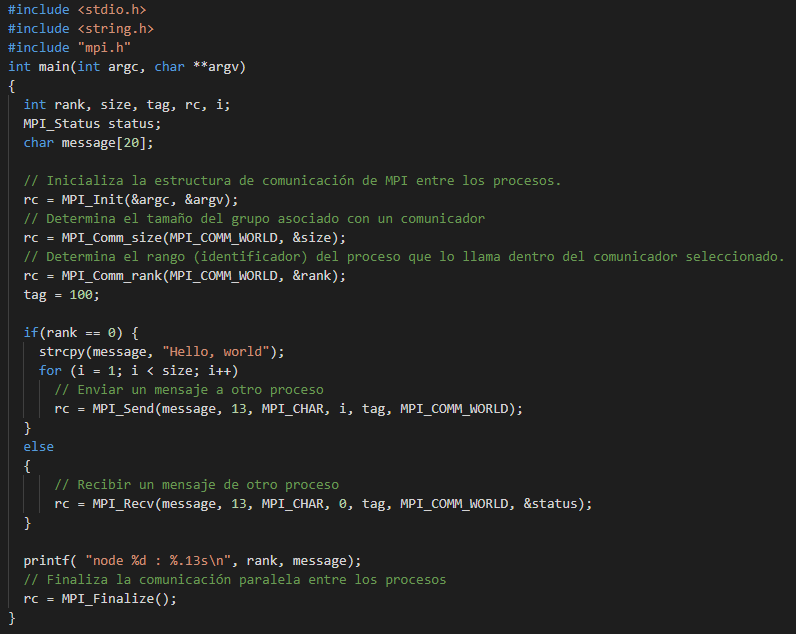 #include <stdio.h>
#include <string.h>
#include "mpi.h"
int main(int argc, char **argv)
{
int rank, size, tag, rc, i;
MPI_Status status;
char message[20];
// Inicializa la estructura de comunicación de MPI entre los procesos.
rc = MPI_Init(&argc, &argv);
// Determina el tamaño del grupo asociado con un comunicador
rc = MPI_Comm_size(MPI_COMM_WORLD, &size);
// Determina el rango (identificador) del proceso que lo llama dentro del comunicador seleccionado.
rc = MPI_Comm_rank(MPI_COMM_WORLD, &rank);
tag = 100;
if(rank == 0) {
strcpy(message, "Hello, world");
for (i = 1; i < size; i++)
// Enviar un mensaje a otro proceso
rc = MPI_Send(message, 13, MPI_CHAR, i, tag, MPI_COMM_WORLD);
}
else
{
// Recibir un mensaje de otro proceso
rc = MPI_Recv(message, 13, MPI_CHAR, 0, tag, MPI_COMM_WORLD, &status);
}
printf( "node %d : %.13s\n", rank, message);
// Finaliza la comunicación paralela entre los procesos
rc = MPI_Finalize();
}